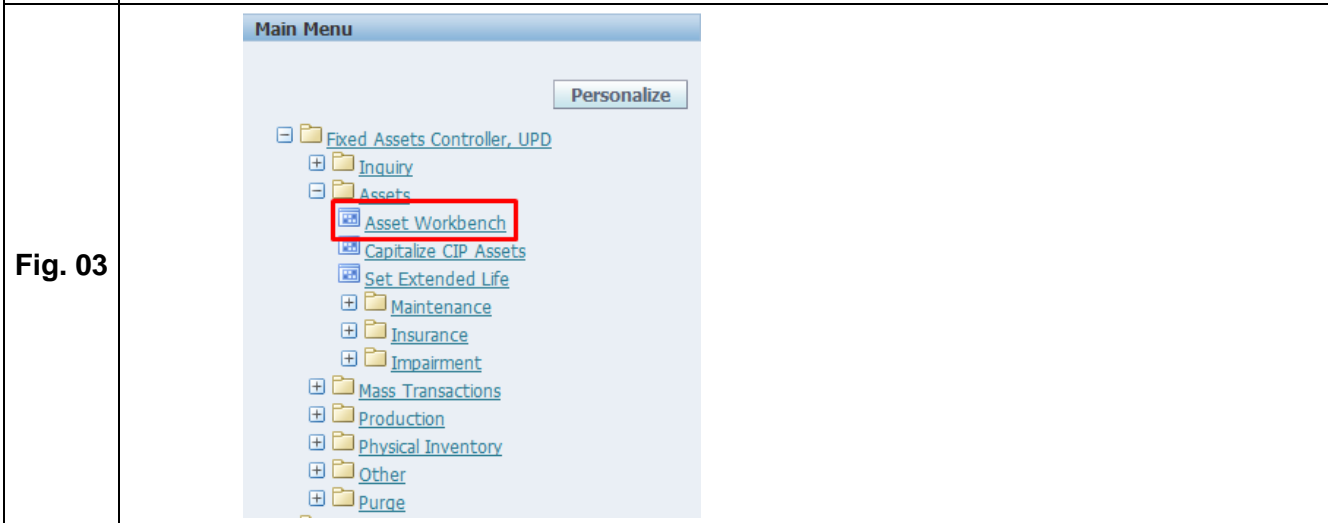 Main Menu
Personalize
Fixed Assets Controller, UPD
Inquiry
Assets
Asset Workbench
Capitalize CIP Assets
Fig. 03
Set Extended Life
Maintenance
Insurance
Impairment
Mass Transactions
Production
Physical Inventory
Other
Purge